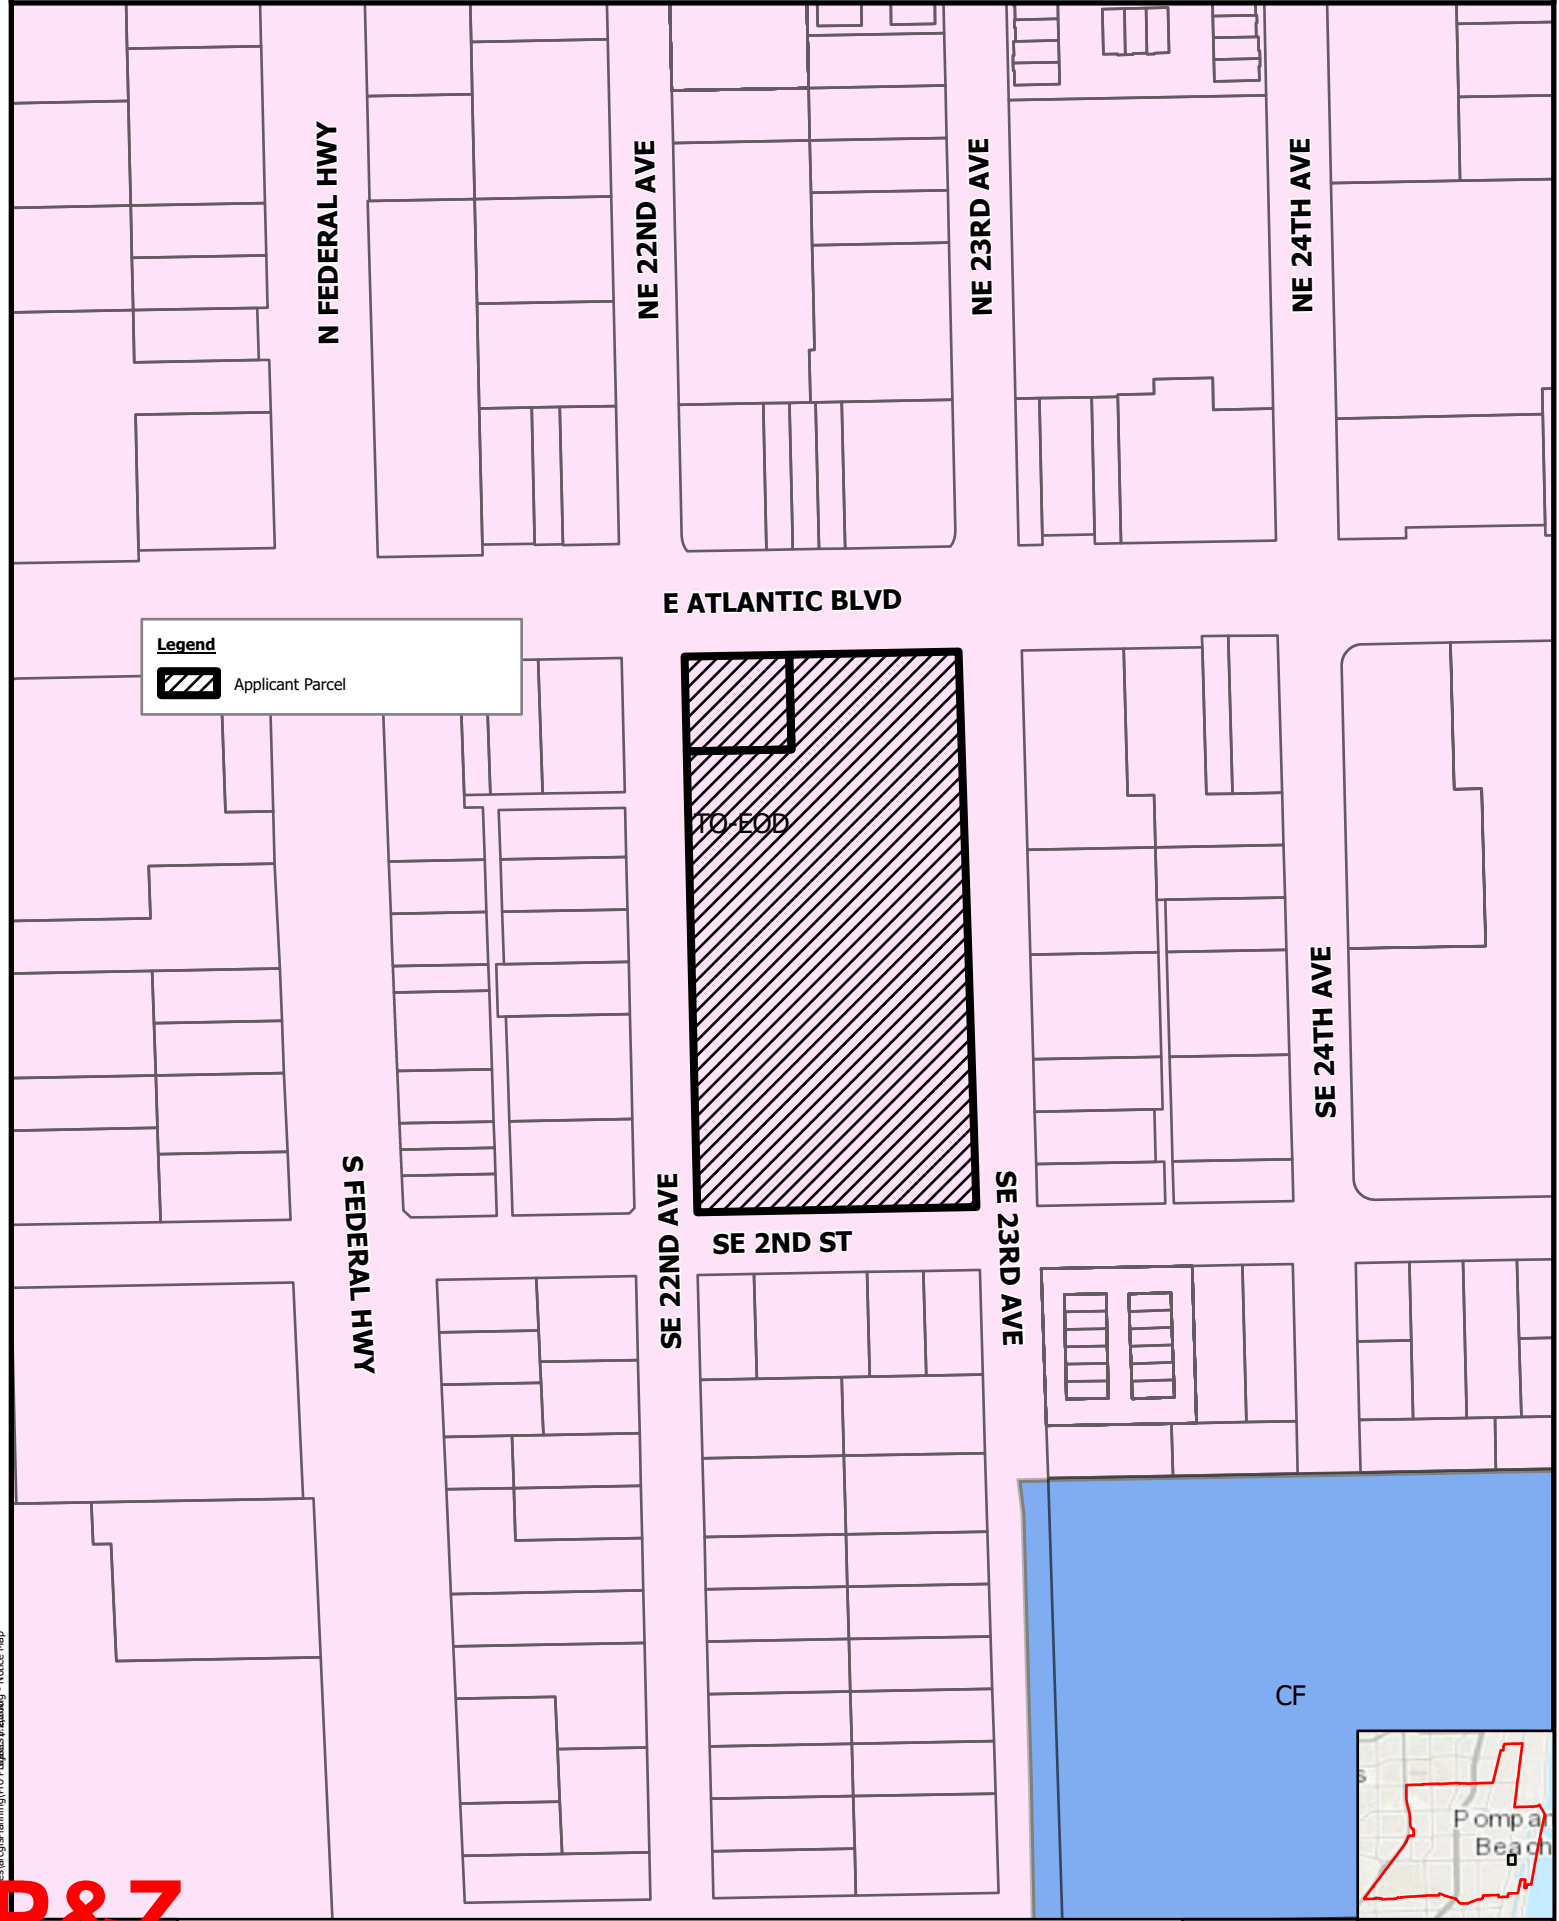 N FEDERAL HWY
NE 22ND AVE
NE 23RD AVE
NE 24TH AVE
E ATLANTIC BLVD
Legend
Applicant Parcel
TO-EOD
SE 24TH AVE
S FEDERAL HWY
SE 22ND AVE
SE 23RD AVE
SE 2ND ST
CF
Beach
P&Z